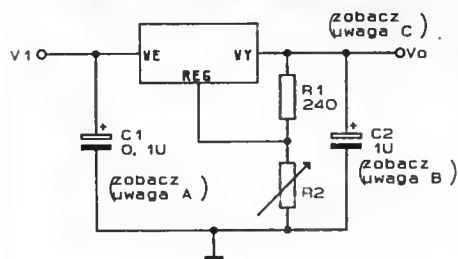 (zobacz
uwaga C)
V1
WE
WY
Vo
REG
R1
240
C1
0, 1U
C2
1U
(zobacz
uwaga A)
(zobacz
uwaga B)
R2